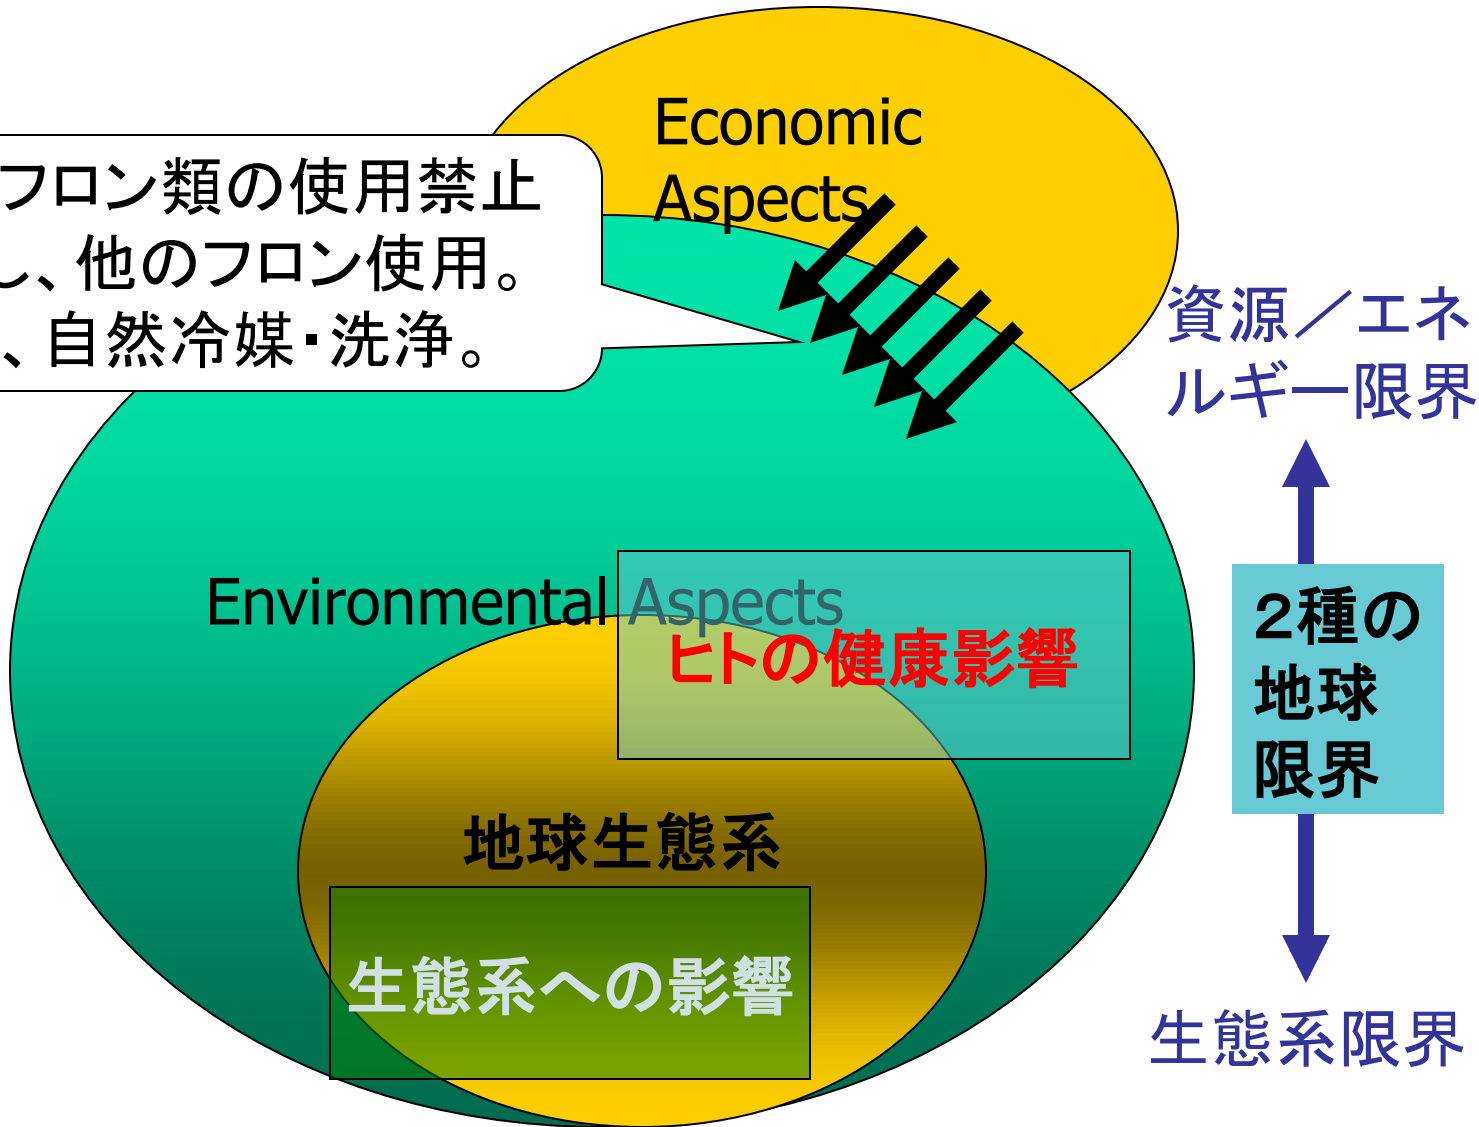 Economic
Aspects
フロン類の使用禁止
し、他のフロン使用。
、自然冷媒・洗浄。
資源／エネ
ルギー限界
Environmental Aspects
ヒトの健康影響
２種の
地球
限界
地球生態系
生態系への影響
生態系限界